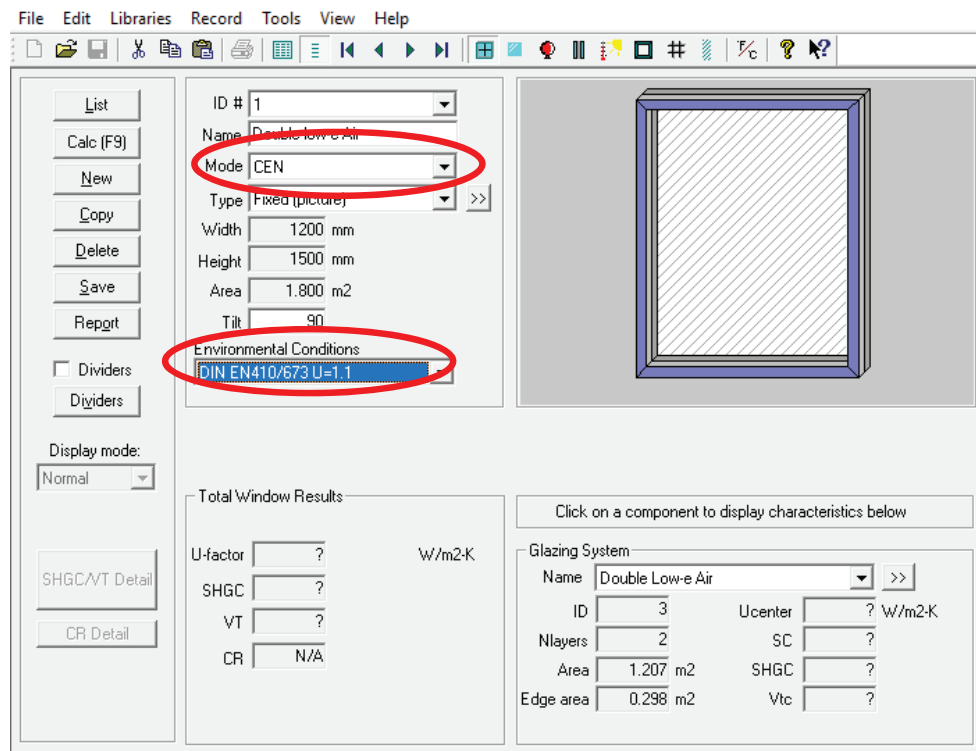 File Edit Libraries Record Tools View Help
°F/C ? ?
List
Calc (F9)
New
Copy
Delete
Save
Report
Dividers
Dividers
Display mode:
Normal
SHGC/VT Detail
CR Detail
ID # 1
Name Double low-e Air
Mode CEN
Type Fixed (picture) >>
Width 1200 mm
Height 1500 mm
Area 1.800 m2
Tilt 90
Environmental Conditions
DIN EN410/673 U=1.1
Total Window Results
U-factor ? W/m2-K
SHGC ?
VT ?
CR N/A
Click on a component to display characteristics below
Glazing System
Name Double Low-e Air >>
ID 3 Ucenter ? W/m2-K
Nlayers 2 SC ?
Area 1.207 m2 SHGC ?
Edge area 0.298 m2 Vtc ?